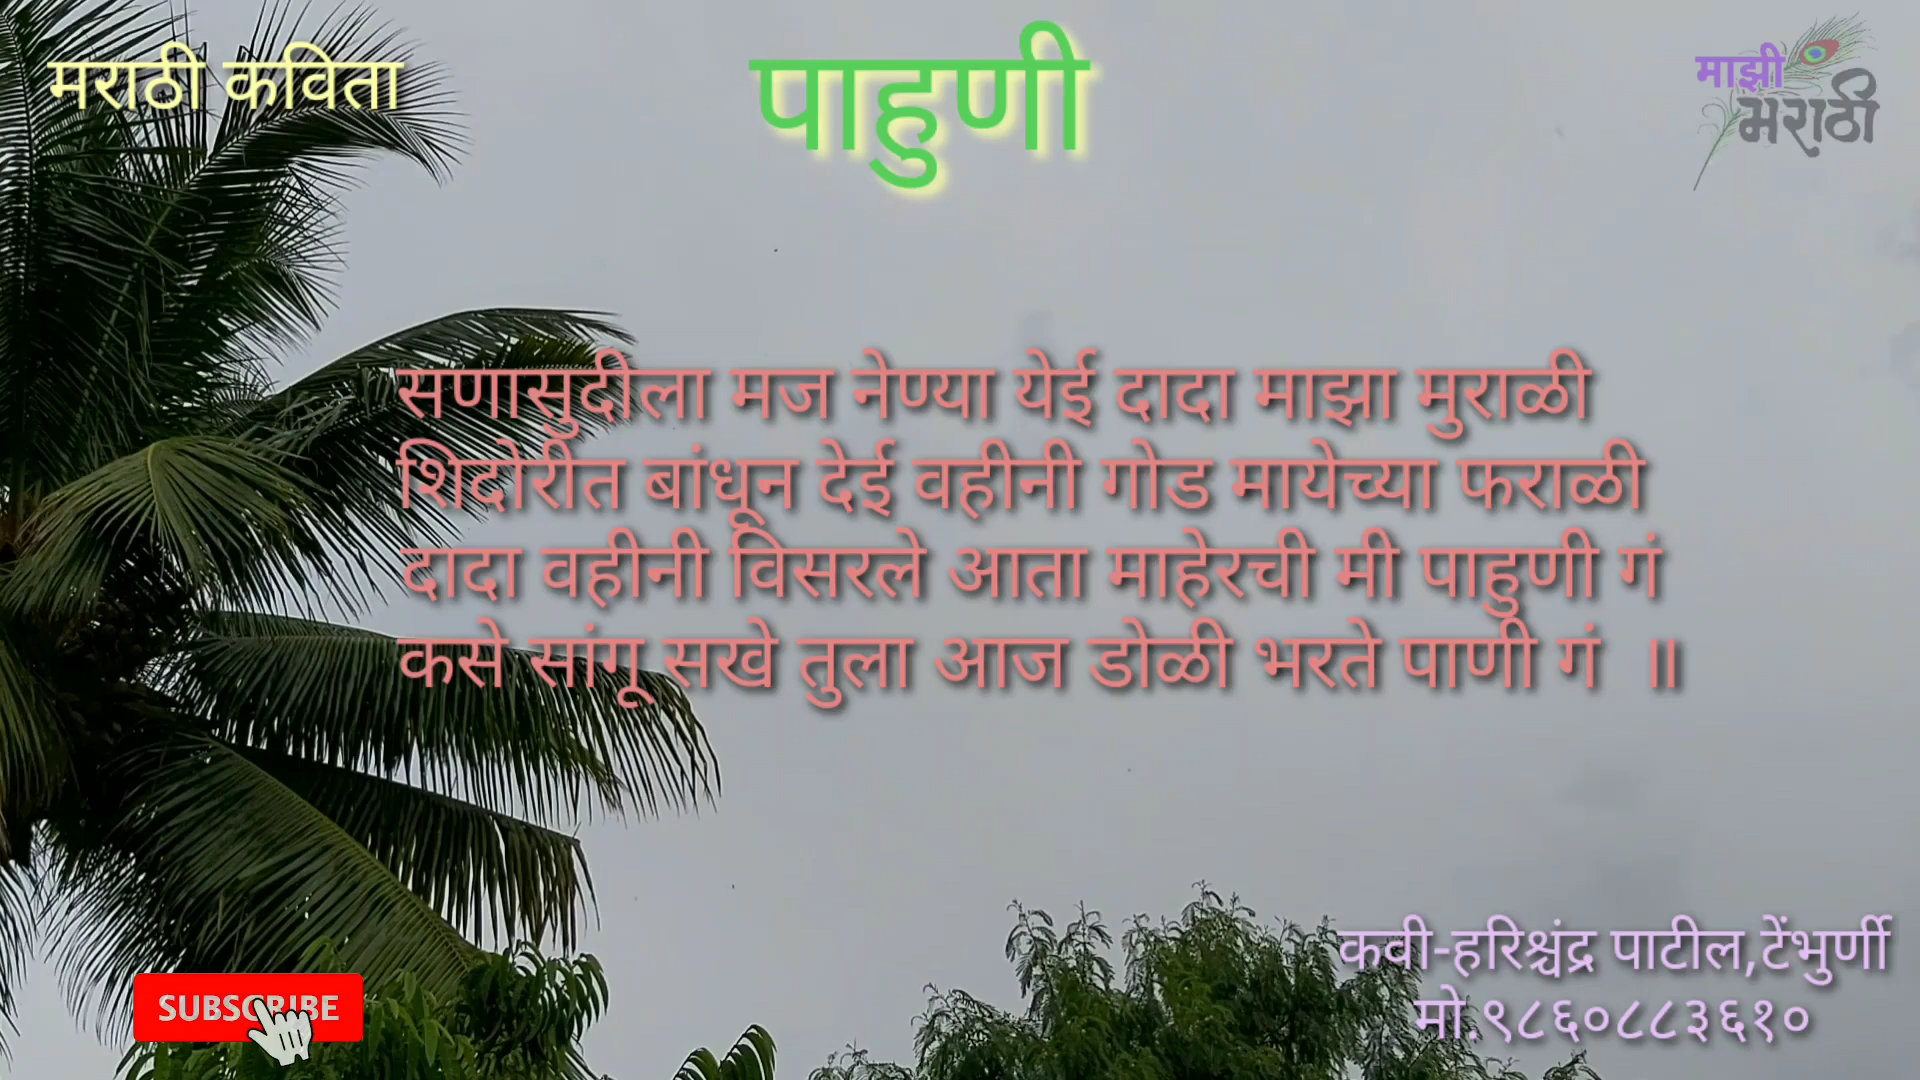 मराठी कविता
पाहुणी
माझी
मराठी
सणासुदीला मज नेण्या येई दादा माझा मुराळी
शिदोरीत बांधून देई वहीनी गोड मायेच्या फराळी
दादा वहीनी विसरले आता माहेरची मी पाहुणी गं
कसे सांगू सखे तुला आज डोळी भरते पाणी गं ॥
कवी-हरिश्चंद्र पाटील,टेंभुर्णी
मो.९८६०८८३६१०
SUBSCRIBE